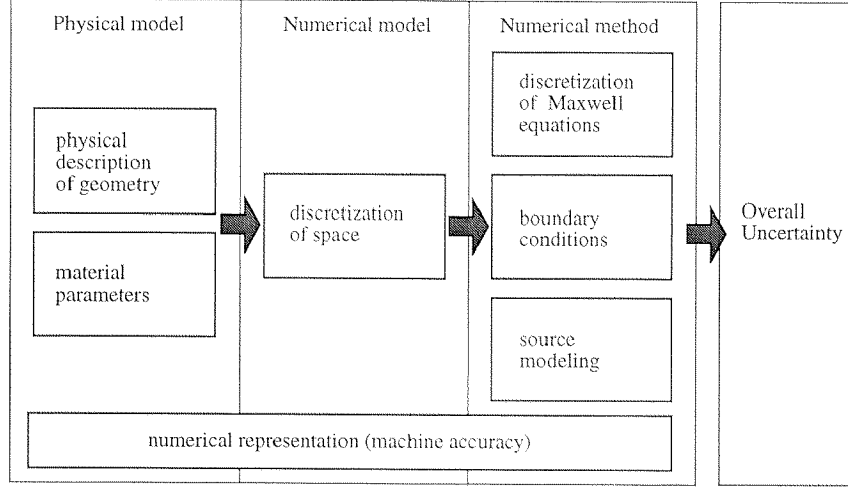 Physical model
physical
description
of geometry
material
parameters
Numerical model
discretization
of space
Numerical method
discretization
of Maxwell
equations
boundary
conditions
source
modeling
numerical representation (machine accuracy)
Overall
Uncertainty